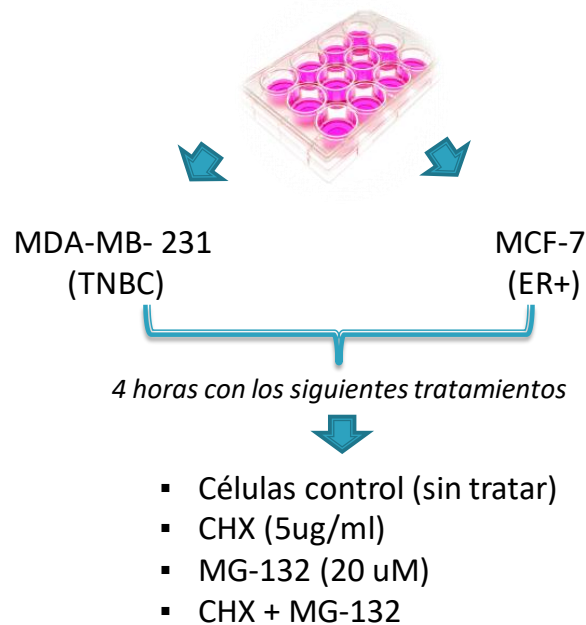 MDA-MB- 231
(TNBC)
MCF-7
(ER+)
4 horas con los siguientes tratamientos
▪ Células control (sin tratar)
▪ CHX (5ug/ml)
▪ MG-132 (20 uM)
▪ CHX + MG-132